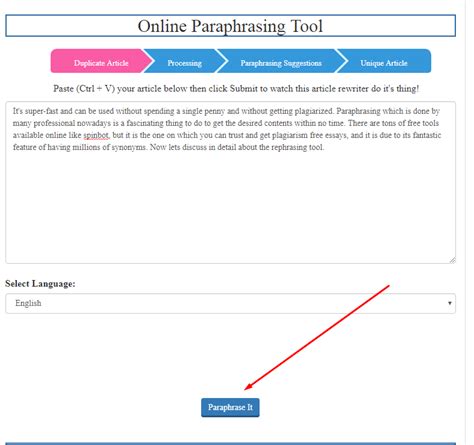 Online Paraphrasing Tool
Duplicate Article
Processing
Paraphrasing Suggestions
Unique Article
Paste (Ctrl + V) your article below then click Submit to watch this article rewriter do it's thing!
It's super-fast and can be used without spending a single penny and without getting plagiarized. Paraphrasing which is done by
many professional nowadays is a fascinating thing to do to get the desired contents within no time. There are tons of free tools
available online like spinbot, but it is the one on which you can trust and get plagiarism free essays, and it is due to its fantastic
feature of having millions of synonyms. Now lets discuss in detail about the rephrasing tool.
Select Language:
English
Paraphrase It